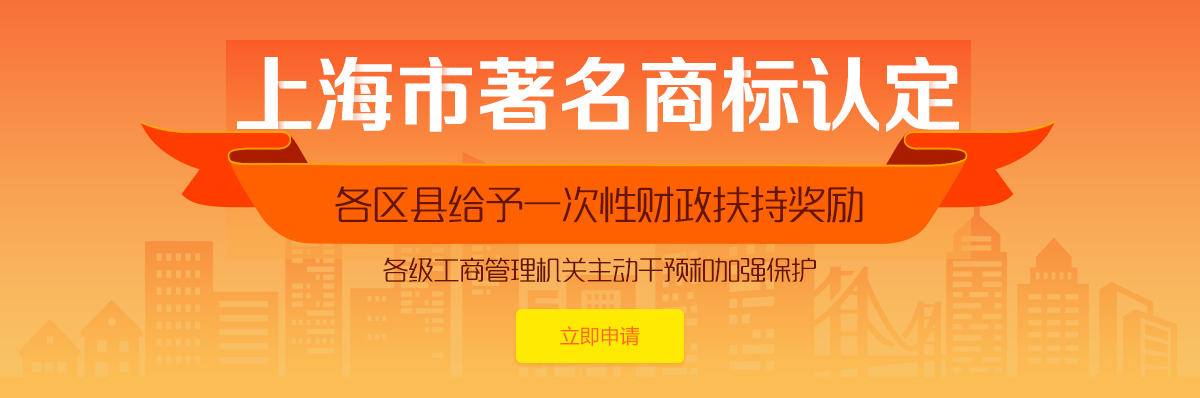 上海市著名商标认定
各区县给予一次性财政扶持奖励
各级工商管理机关主动干预和加强保护
立即申请